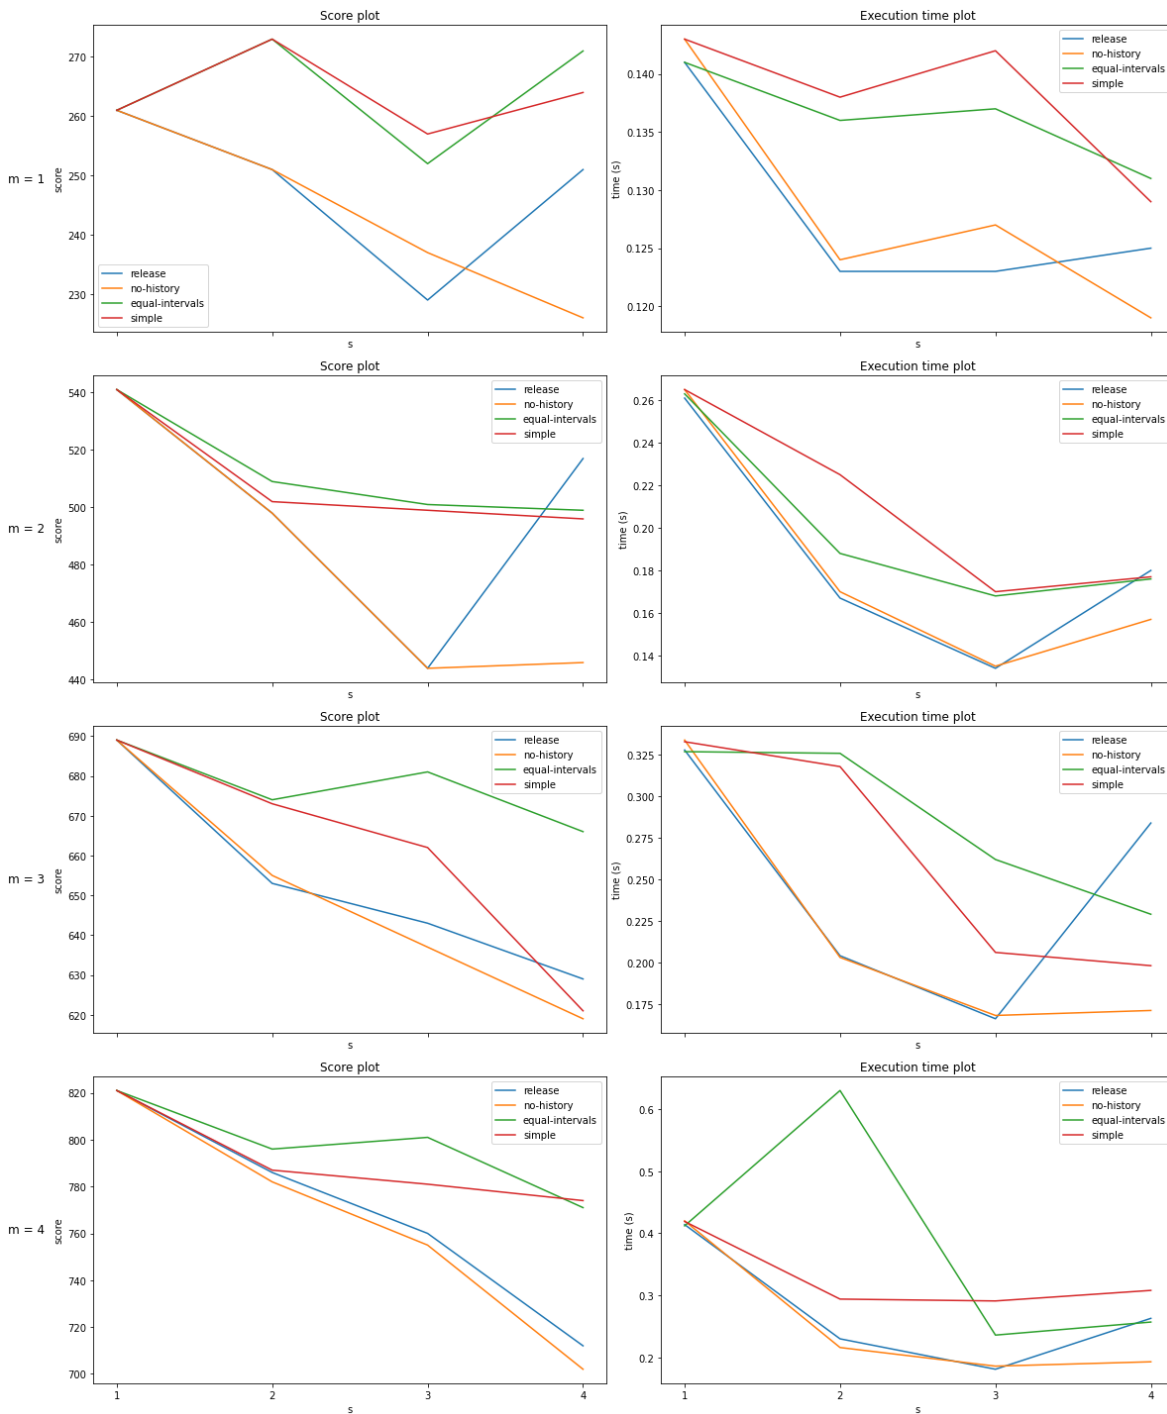 Score plot
270
260
250
240
230
score
m = 1
release
no-history
equal-intervals
simple
s
Execution time plot
0.140
0.135
0.130
0.125
0.120
time (s)
release
no-history
equal-intervals
simple
s
Score plot
540
520
500
480
460
440
score
m = 2
release
no-history
equal-intervals
simple
s
Execution time plot
0.26
0.24
0.22
0.20
0.18
0.16
0.14
time (s)
release
no-history
equal-intervals
simple
s
Score plot
690
680
670
660
650
640
630
620
score
m = 3
release
no-history
equal-intervals
simple
s
Execution time plot
0.325
0.300
0.275
0.250
0.225
0.200
0.175
time (s)
release
no-history
equal-intervals
simple
s
Score plot
820
800
780
760
740
720
700
score
m = 4
release
no-history
equal-intervals
simple
1 2 3 4
s
Execution time plot
0.6
0.5
0.4
0.3
0.2
time (s)
release
no-history
equal-intervals
simple
1 2 3 4
s